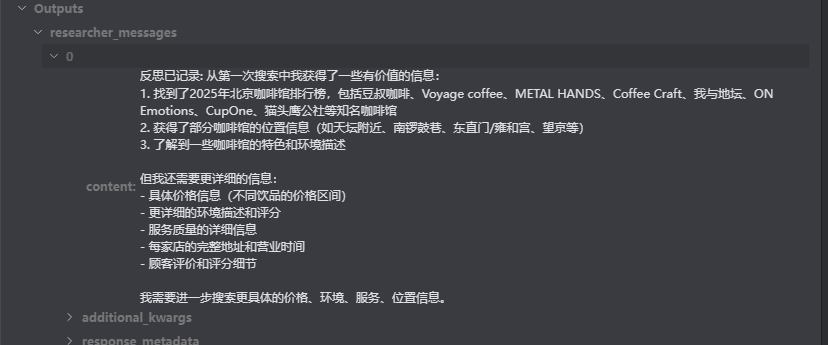 Outputs
researcher_messages
0
反思已记录: 从第一次搜索中我获得了一些有价值的信息：
1. 找到了2025年北京咖啡馆排行榜，包括豆叔咖啡、Voyage coffee、METAL HANDS、Coffee Craft、我与地坛、ON
Emotions、CupOne、猫头鹰公社等知名咖啡馆
2. 获得了部分咖啡馆的位置信息（如天坛附近、南锣鼓巷、东直门/雍和宫、望京等）
3. 了解到一些咖啡馆的特色和环境描述
但我还需要更详细的信息：
content:
- 具体价格信息（不同饮品的价格区间）
- 更详细的环境描述和评分
- 服务质量的详细信息
- 每家店的完整地址和营业时间
- 顾客评价和评分细节
我需要进一步搜索更具体的价格、环境、服务、位置信息。
additional_kwargs
response_metadata